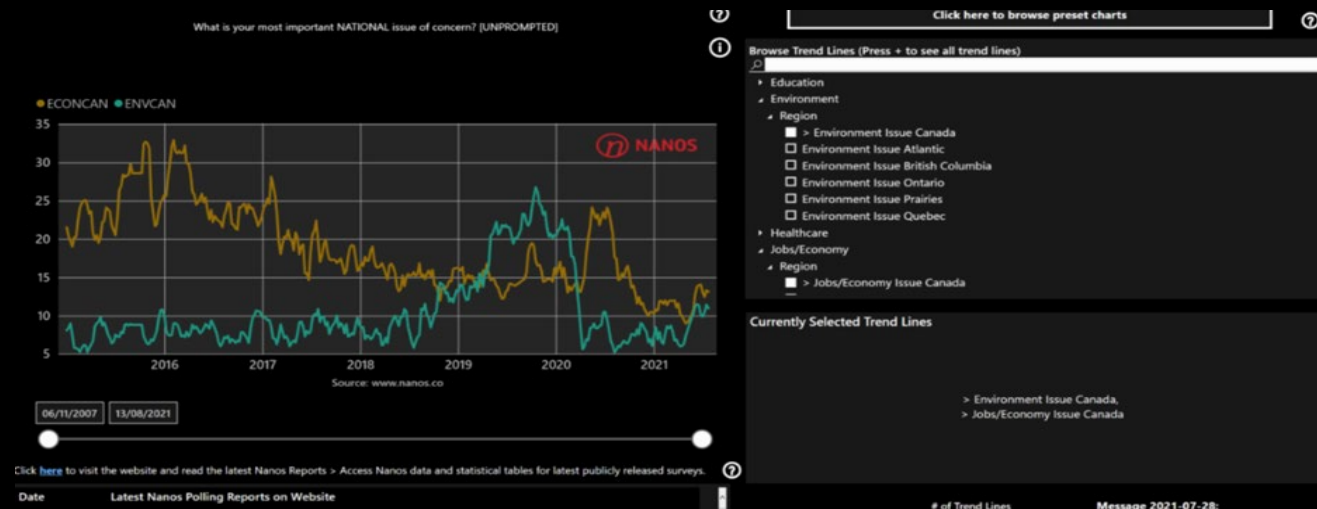 What is your most important NATIONAL issue of concern? [UNPROMPTED]
ECONCAN ENVCAN
NANOS
35
30
25
20
15
10
5
2016 2017 2018 2019 2020 2021
Source: www.nanos.co
06/11/2007 13/08/2021
Click here to visit the website and read the latest Nanos Reports > Access Nanos data and statistical tables for latest publicly released surveys.
Date Latest Nanos Polling Reports on Website
Click here to browse preset charts
Browse Trend Lines (Press + to see all trend lines)
Education
Environment
Region
> Environment Issue Canada
Environment Issue Atlantic
Environment Issue British Columbia
Environment Issue Ontario
Environment Issue Prairies
Environment Issue Quebec
Healthcare
Jobs/Economy
Region
> Jobs/Economy Issue Canada
Currently Selected Trend Lines
> Environment Issue Canada,
> Jobs/Economy Issue Canada
# of Trend Lines Message 2021-07-28: